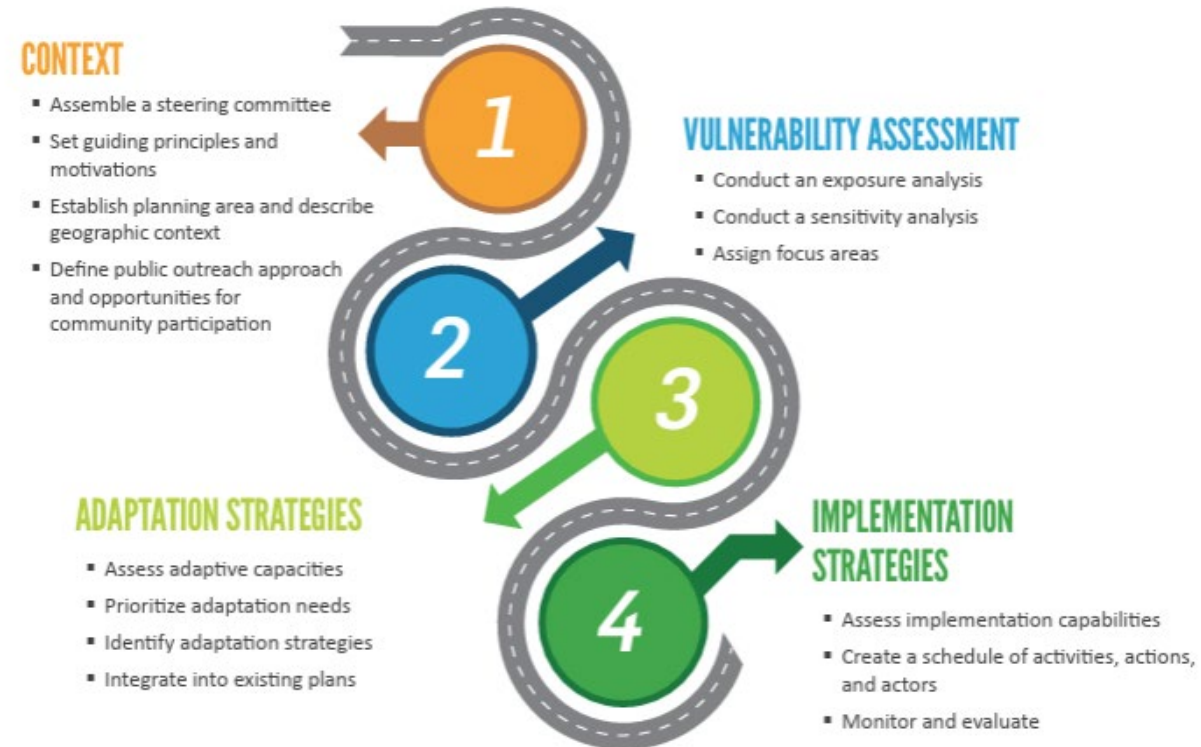 CONTEXT
▪ Assemble a steering committee
▪ Set guiding principles and
motivations
▪ Establish planning area and describe
geographic context
▪ Define public outreach approach
and opportunities for
community participation
1
VULNERABILITY ASSESSMENT
▪ Conduct an exposure analysis
▪ Conduct a sensitivity analysis
▪ Assign focus areas
2
3
ADAPTATION STRATEGIES
▪ Assess adaptive capacities
▪ Prioritize adaptation needs
▪ Identify adaptation strategies
▪ Integrate into existing plans
4
IMPLEMENTATION
STRATEGIES
▪ Assess implementation capabilities
▪ Create a schedule of activities, actions,
and actors
▪ Monitor and evaluate